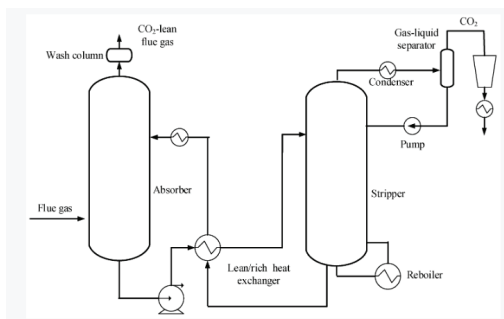 CO₂-lean
flue gas
Wash column
Gas-liquid
separator
CO₂
Condenser
Pump
Absorber
Stripper
Flue gas
Lean/rich heat
exchanger
Reboiler